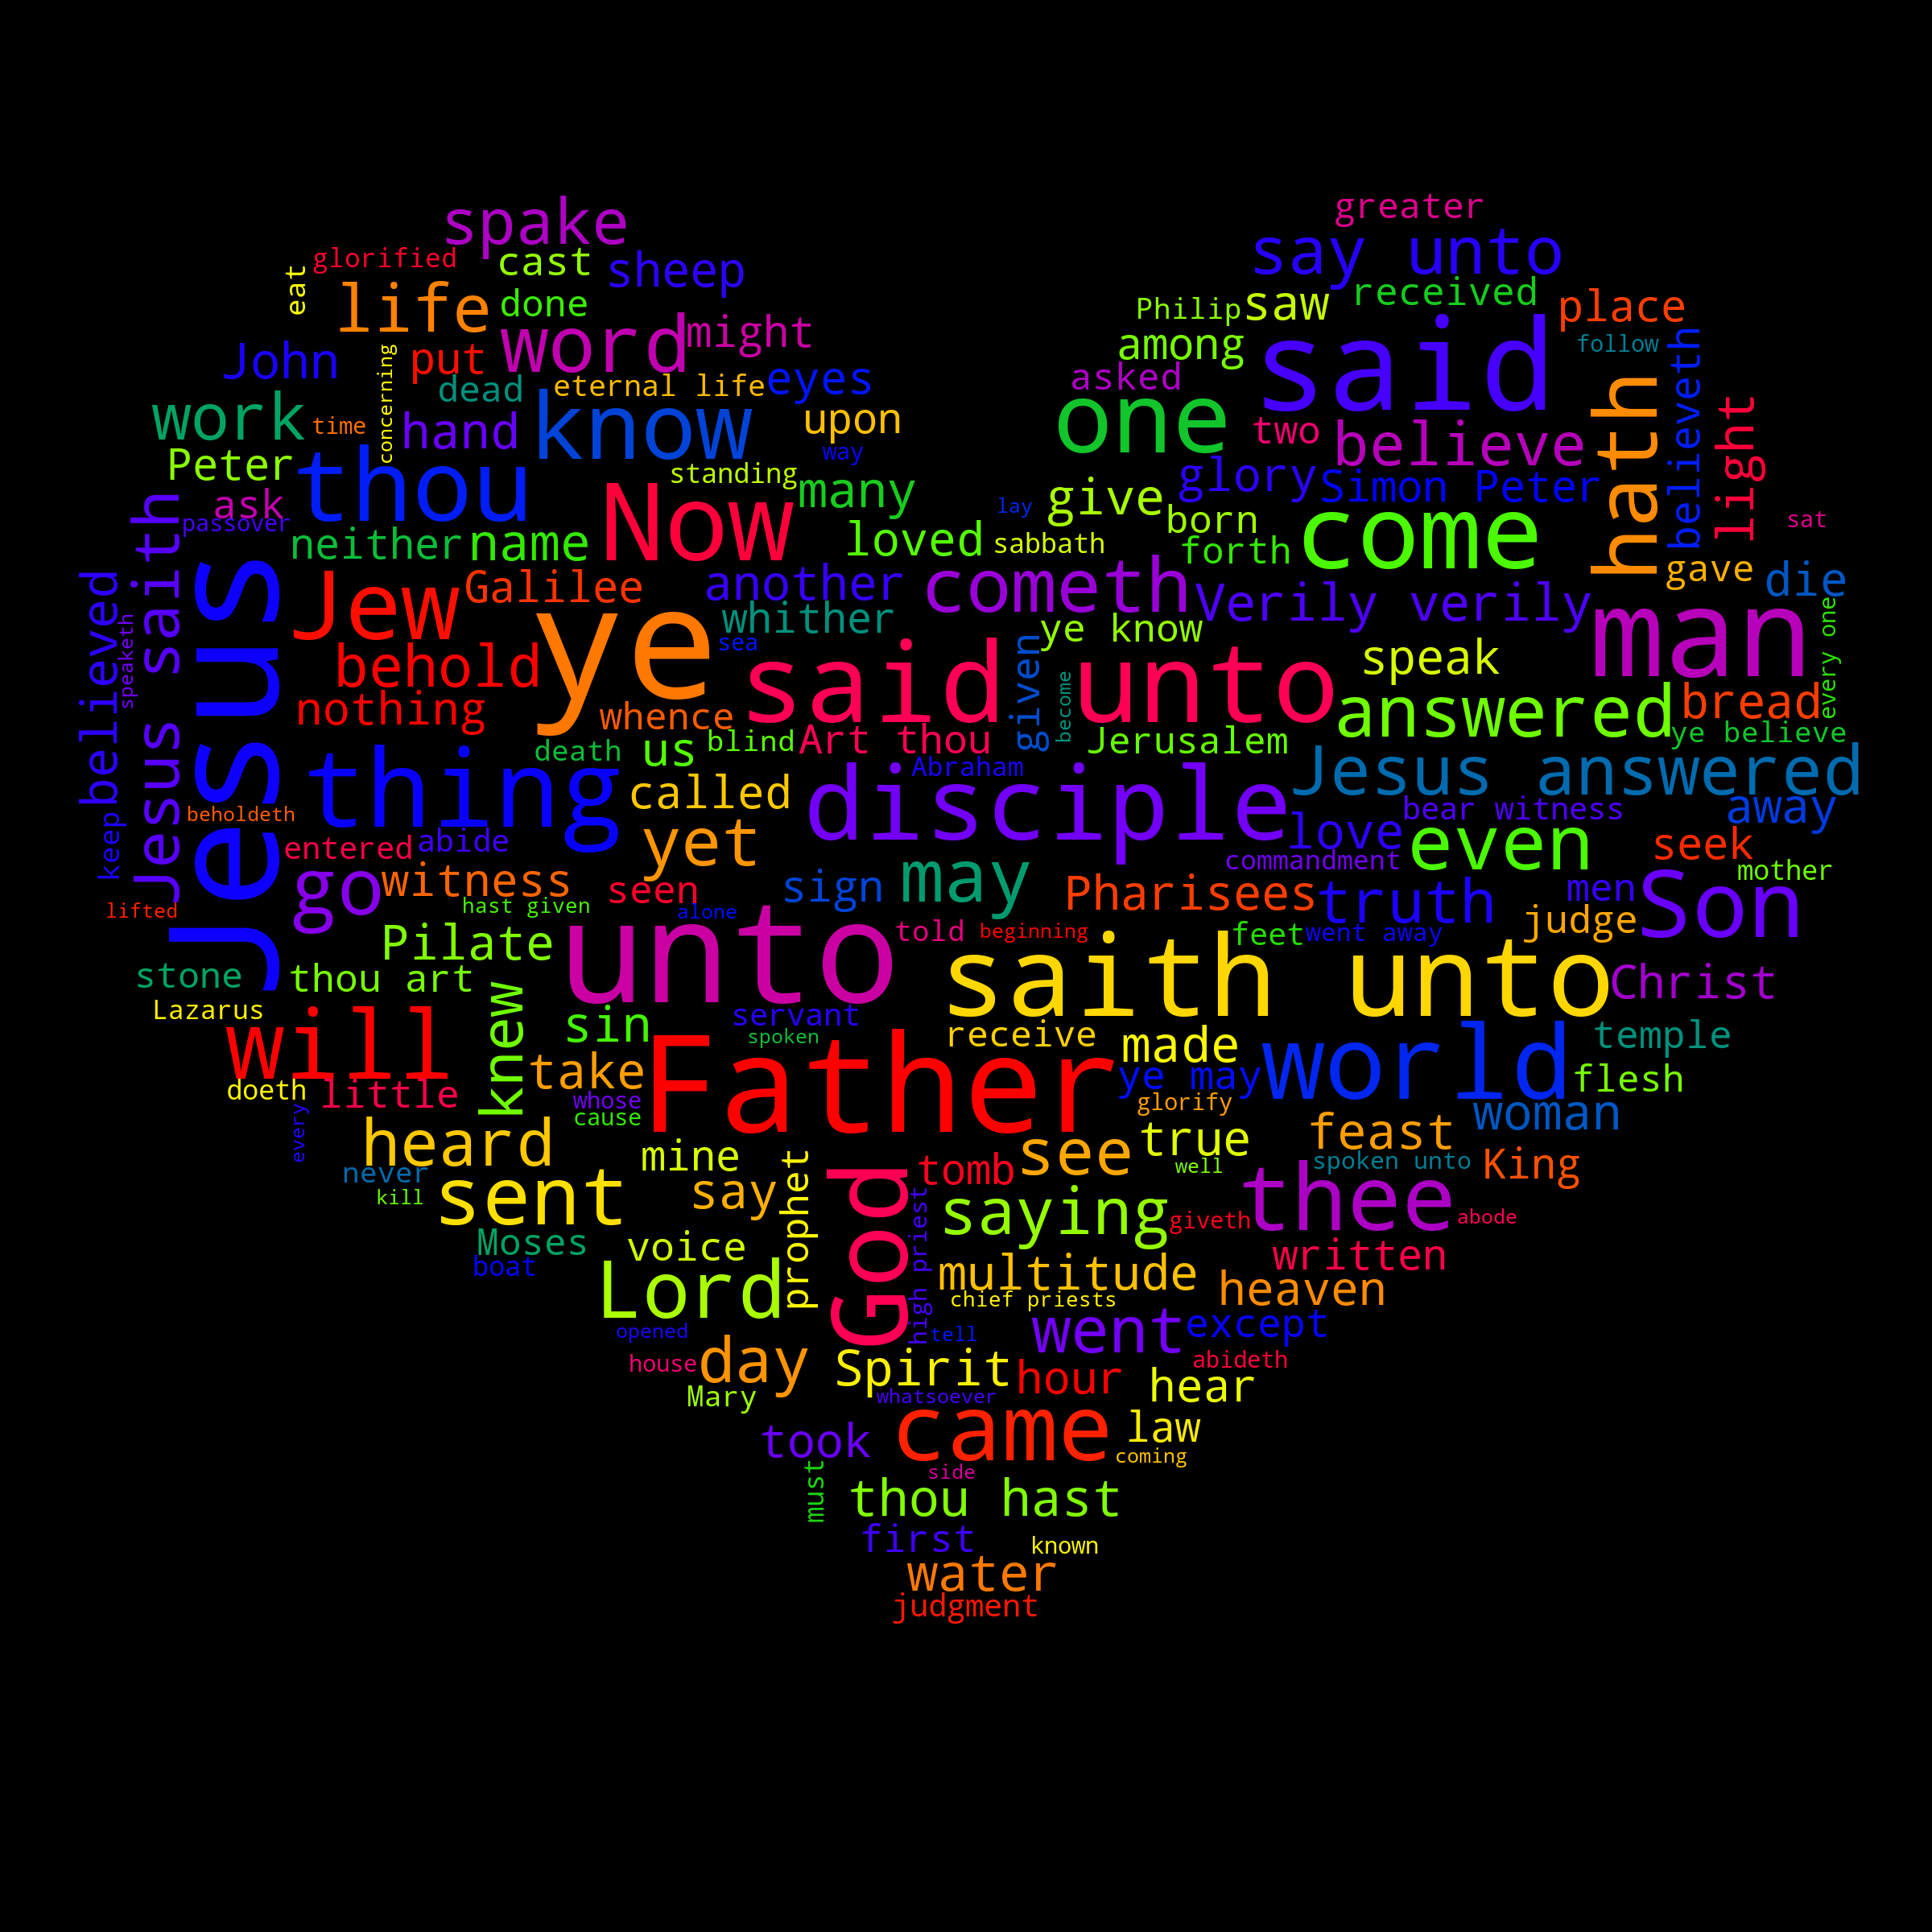 spake
greater
say unto
glorified
cast
sheep
eat
life
done
received
Philip
saw
place
word
might
said
among
follow
John
put
believeth
concerning
dead
eternal life
eyes
asked
hath
work
time
hand
know
upon
one
two
believe
light
way
Peter
thou
standing
many
glory
Simon Peter
ask
Now
lay
give
born
come
sat
passover
neither
name
loved
sabbath
forth
Jesus saith
Jesus
Jew
Galilee
another
cometh
Verily verily
gave
die
believed
speaketh
ye
whither
sea
ye know
man
every one
behold
said unto
given
become
speak
nothing
whence
answered
bread
death
us
blind
Art thou
Jerusalem
ye believe
thing
called
disciple
Abraham
Jesus answered
beholdeth
bear witness
away
keep
entered
abide
yet
love
even
seek
commandment
mother
lifted
go
witness
seen
sign
may
Pharisees
truth
men
Son
hast given
alone
judge
Pilate
unto
told
beginning
feet
went away
stone
thou art
saith unto
Christ
Lazarus
will
knew
sin
servant
spoken
receive
made
world
temple
doeth
little
take
Father
ye may
flesh
whose
cause
glorify
woman
every
heard
mine
see
true
feast
never
kill
sent
say
prophet
God
tomb
well
spoken unto
King
high priest
saying
giveth
thee
abode
Moses
voice
written
boat
Lord
multitude
heaven
chief priests
opened
tell
went
except
house
day
Spirit
hour
abideth
Mary
whatsoever
hear
took
came
law
coming
must
side
thou hast
first
known
water
judgment